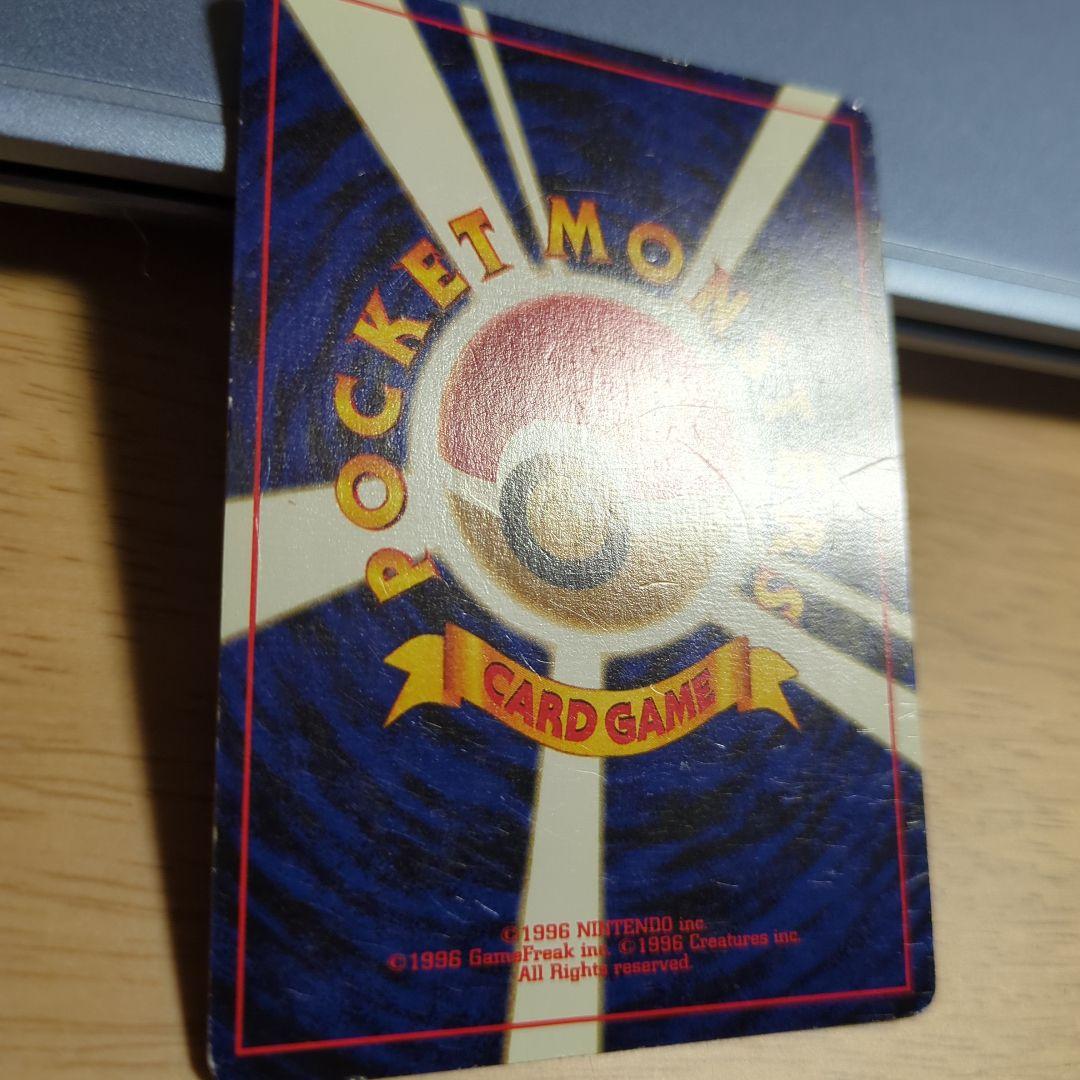 POCKET MONSTERS
CARD GAME
©1996 NINTENDO inc.
©1996 GameFreak inc. ©1996 Creatures inc.
All Rights reserved.